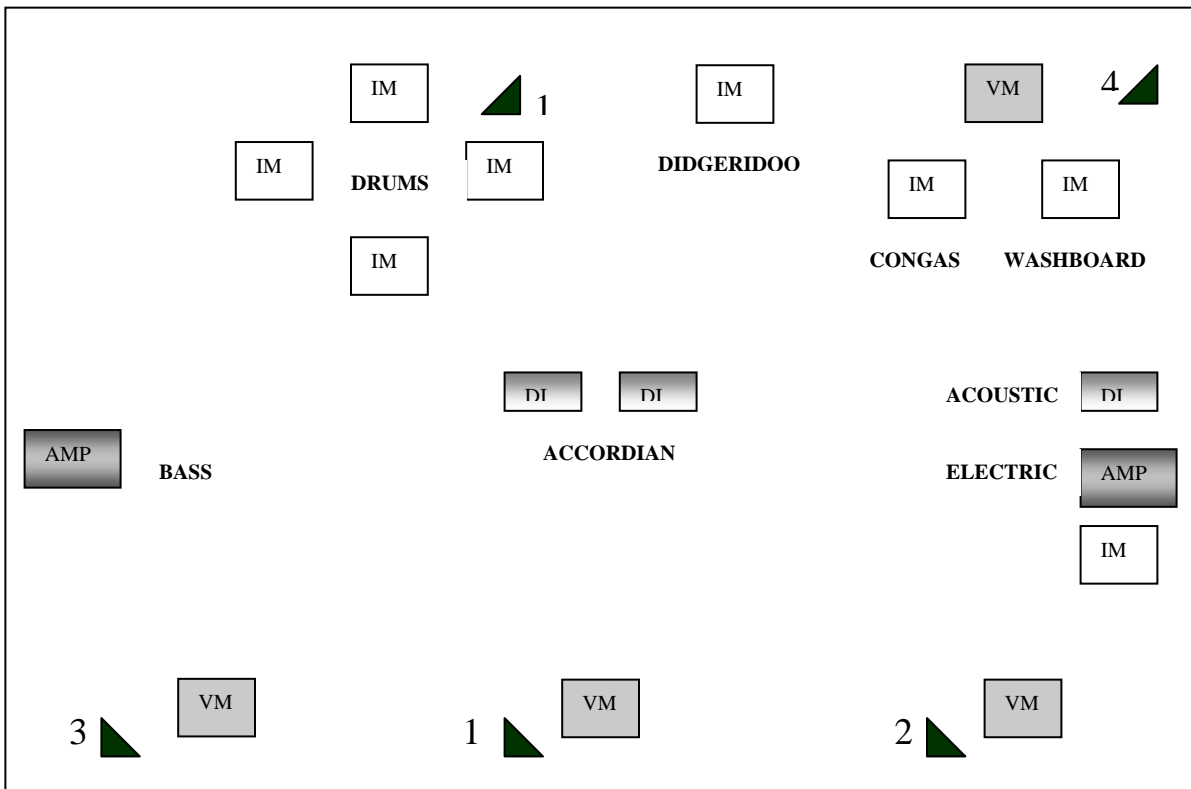 IM
1
IM
VM
4
IM
DRUMS
IM
DIDGERIDOO
IM
IM
IM
CONGAS
WASHBOARD
DI
DI
ACCORDIAN
ACOUSTIC
DI
AMP
BASS
ELECTRIC
AMP
IM
3
VM
1
VM
2
VM